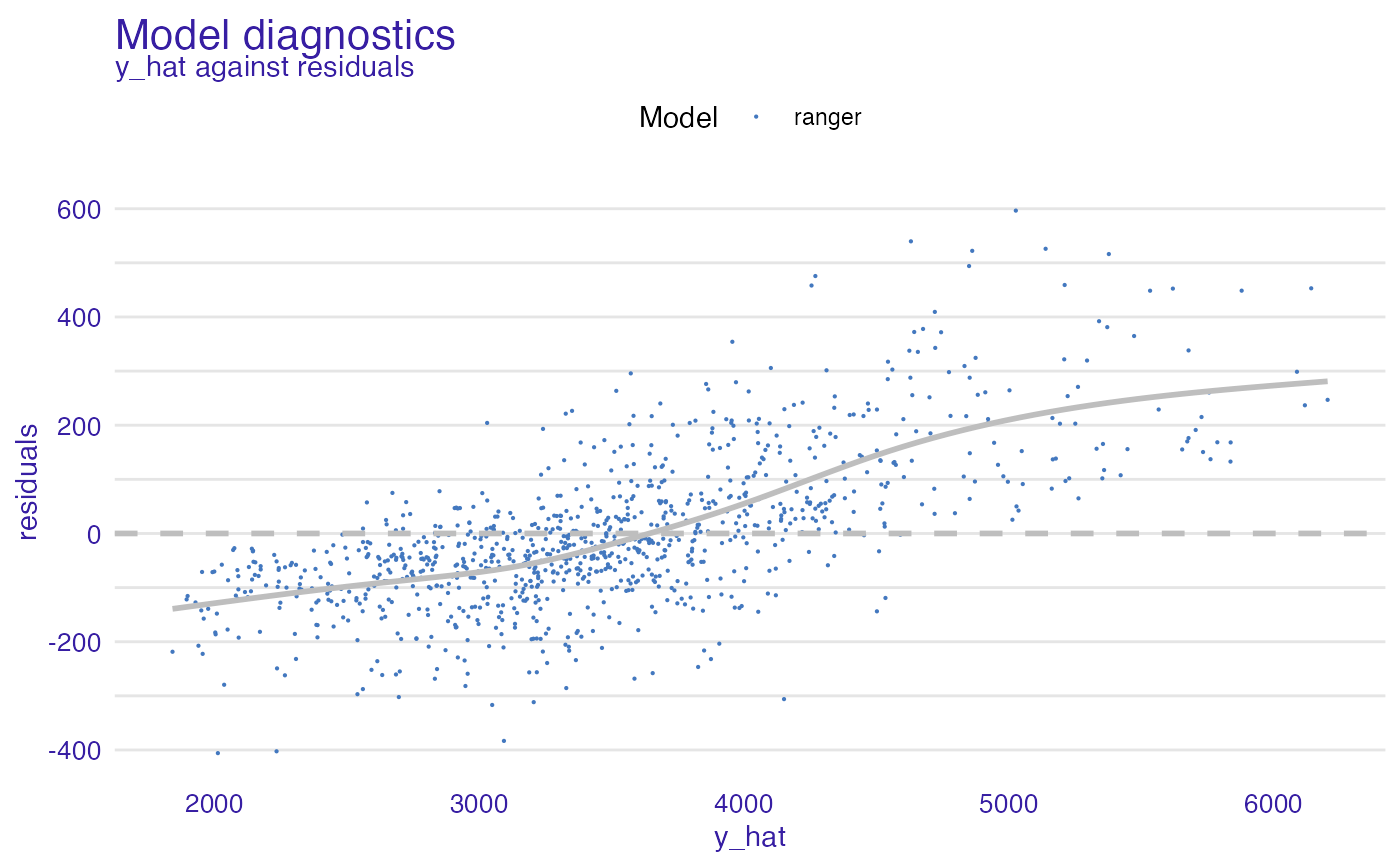 Model diagnostics
y_hat against residuals
Model ranger
600
400
200
0
-200
-400
residuals
2000 3000 4000 5000 6000
y_hat